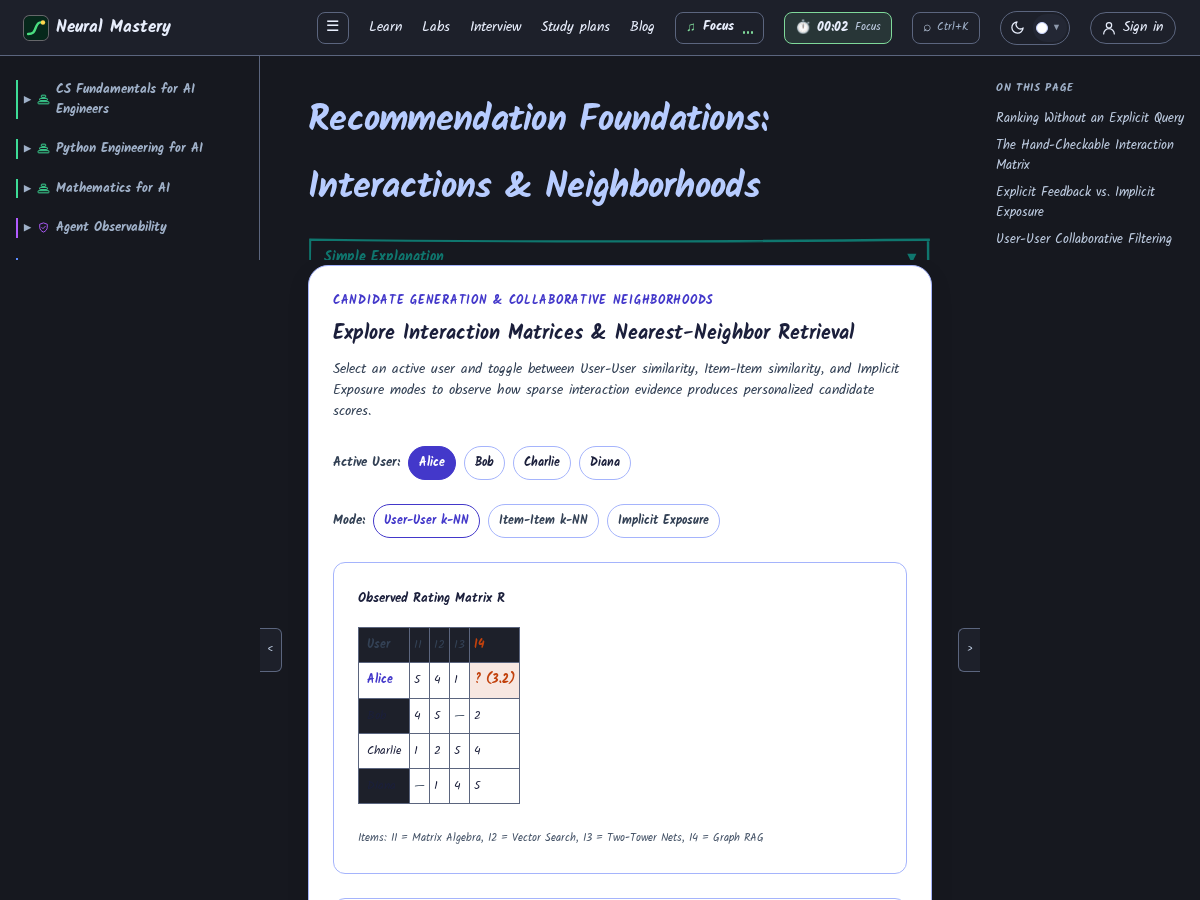 Neural Mastery
☰ Learn Labs Interview Study plans Blog ♫ Focus ... ⏱ 00:02 Focus ⌕ Ctrl+K ▾ Sign in
▶ CS Fundamentals for AI
Engineers
▶ Python Engineering for AI
▶ Mathematics for AI
▶ Agent Observability
Recommendation Foundations:
Interactions & Neighborhoods
Simple Explanation ▼
ON THIS PAGE
Ranking Without an Explicit Query
The Hand-Checkable Interaction
Matrix
Explicit Feedback vs. Implicit
Exposure
User-User Collaborative Filtering
CANDIDATE GENERATION & COLLABORATIVE NEIGHBORHOODS
Explore Interaction Matrices & Nearest-Neighbor Retrieval
Select an active user and toggle between User-User similarity, Item-Item similarity, and Implicit
Exposure modes to observe how sparse interaction evidence produces personalized candidate
scores.
Active User: Alice Bob Charlie Diana
Mode: User-User k-NN Item-Item k-NN Implicit Exposure
Observed Rating Matrix R
User I1 I2 I3 I4
Alice 5 4 1 ? (3.2)
4 5 — 2
Charlie 1 2 5 4
— 1 4 5
Items: I1 = Matrix Algebra, I2 = Vector Search, I3 = Two-Tower Nets, I4 = Graph RAG
<
>